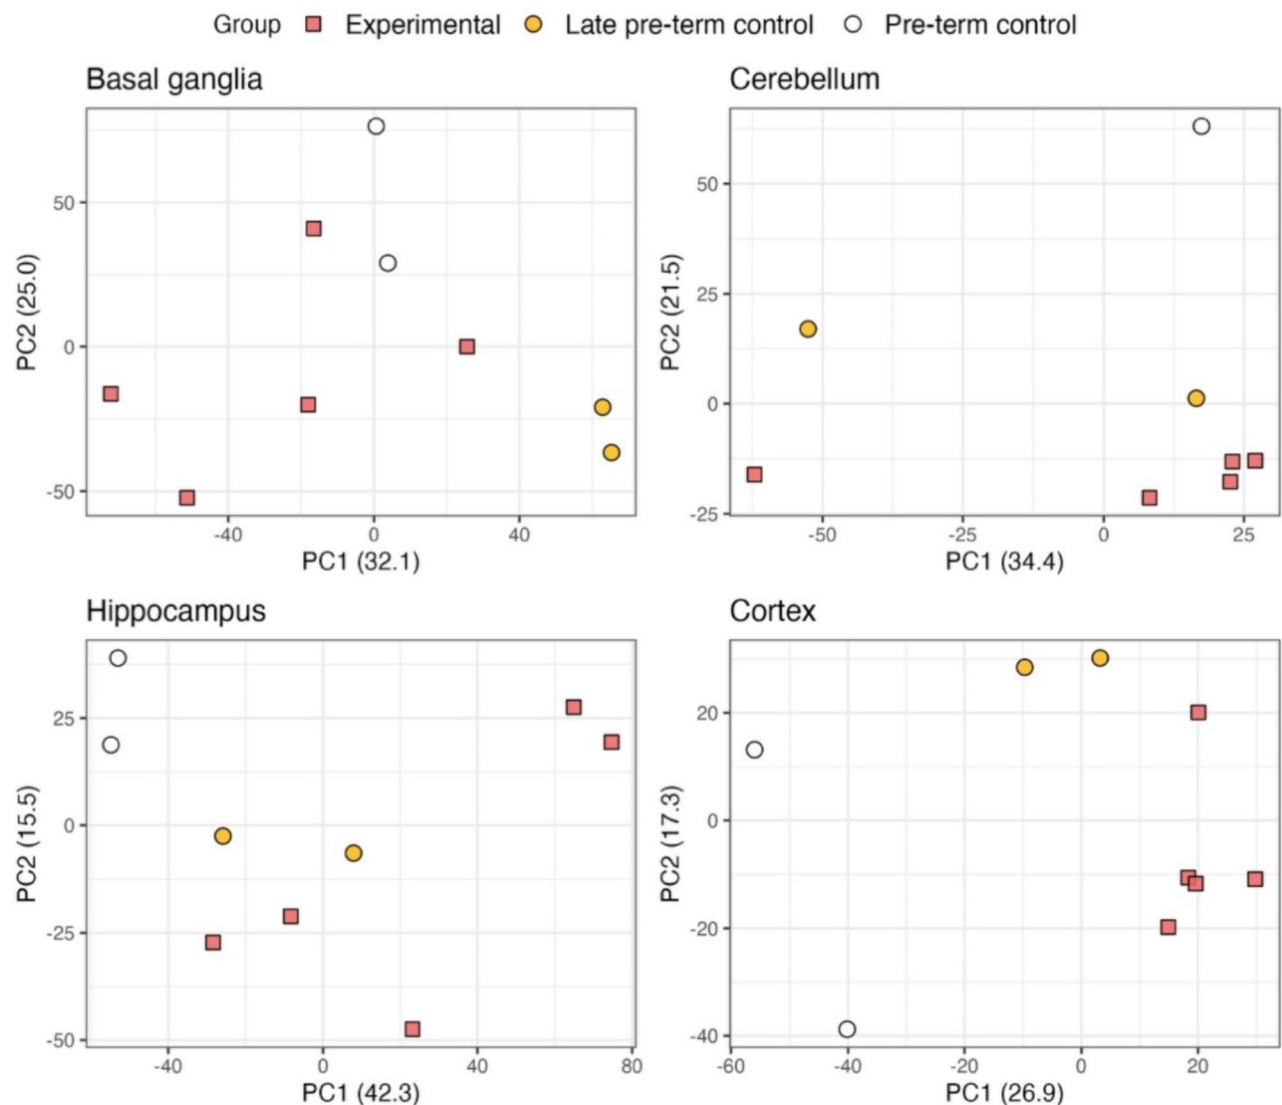 Group Experimental Late pre-term control Pre-term control
Basal ganglia
50
0
-50
PC2 (25.0)
-40 0 40
PC1 (32.1)
Cerebellum
50
25
0
-25
PC2 (21.5)
-50 -25 0 25
PC1 (34.4)
Hippocampus
25
0
-25
-50
PC2 (15.5)
-40 0 40 80
PC1 (42.3)
Cortex
20
0
-20
-40
PC2 (17.3)
-60 -40 -20 0 20
PC1 (26.9)